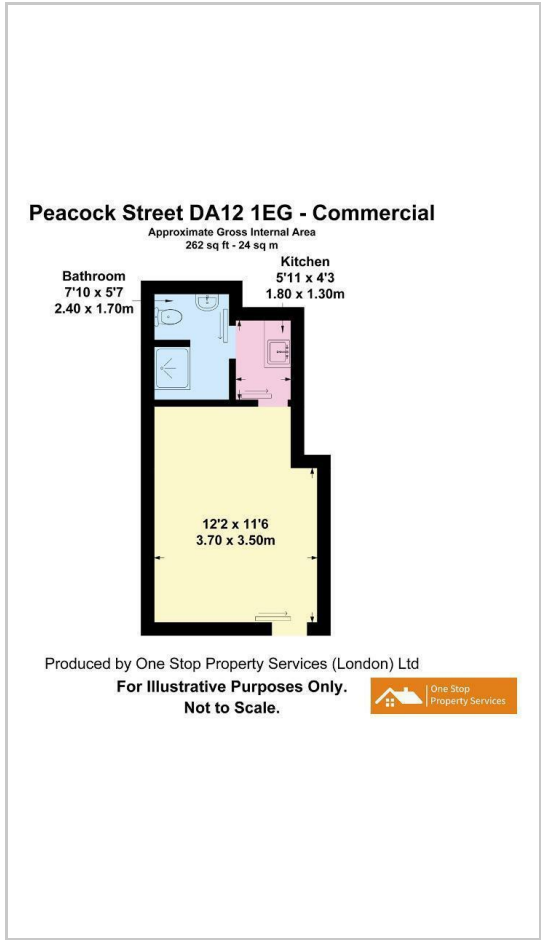 Peacock Street DA12 1EG - Commercial
Approximate Gross Internal Area
262 sq ft - 24 sq m
Kitchen
5'11 x 4'3
1.80 x 1.30m
Bathroom
7'10 x 5'7
2.40 x 1.70m
12'2 x 11'6
3.70 x 3.50m
Produced by One Stop Property Services (London) Ltd
For Illustrative Purposes Only.
Not to Scale.
One Stop
Property Services